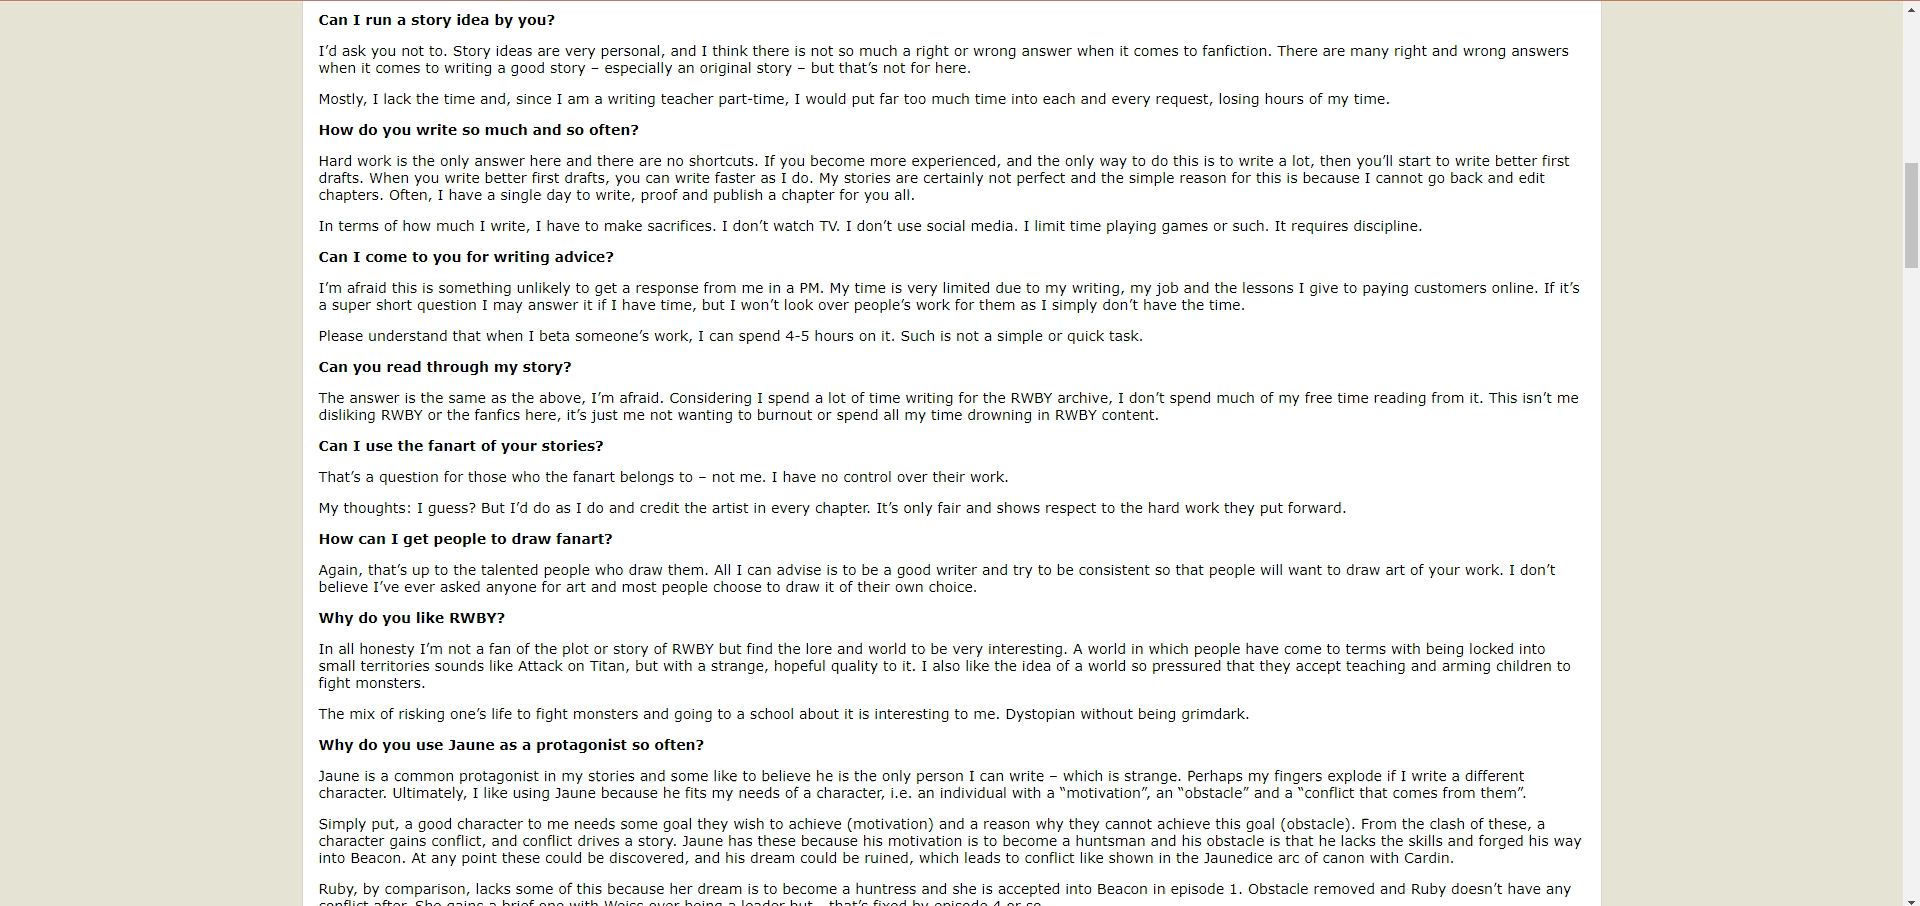 Can I run a story idea by you?
I’d ask you not to. Story ideas are very personal, and I think there is not so much a right or wrong answer when it comes to fanfiction. There are many right and wrong answers
when it comes to writing a good story – especially an original story – but that’s not for here.
Mostly, I lack the time and, since I am a writing teacher part-time, I would put far too much time into each and every request, losing hours of my time.
How do you write so much and so often?
Hard work is the only answer here and there are no shortcuts. If you become more experienced, and the only way to do this is to write a lot, then you’ll start to write better first
drafts. When you write better first drafts, you can write faster as I do. My stories are certainly not perfect and the simple reason for this is because I cannot go back and edit
chapters. Often, I have a single day to write, proof and publish a chapter for you all.
In terms of how much I write, I have to make sacrifices. I don’t watch TV. I don’t use social media. I limit time playing games or such. It requires discipline.
Can I come to you for writing advice?
I’m afraid this is something unlikely to get a response from me in a PM. My time is very limited due to my writing, my job and the lessons I give to paying customers online. If it’s
a super short question I may answer it if I have time, but I won’t look over people’s work for them as I simply don’t have the time.
Please understand that when I beta someone’s work, I can spend 4-5 hours on it. Such is not a simple or quick task.
Can you read through my story?
The answer is the same as the above, I’m afraid. Considering I spend a lot of time writing for the RWBY archive, I don’t spend much of my free time reading from it. This isn’t me
disliking RWBY or the fanfics here, it’s just me not wanting to burnout or spend all my time drowning in RWBY content.
Can I use the fanart of your stories?
That’s a question for those who the fanart belongs to – not me. I have no control over their work.
My thoughts: I guess? But I’d do as I do and credit the artist in every chapter. It’s only fair and shows respect to the hard work they put forward.
How can I get people to draw fanart?
Again, that’s up to the talented people who draw them. All I can advise is to be a good writer and try to be consistent so that people will want to draw art of your work. I don’t
believe I’ve ever asked anyone for art and most people choose to draw it of their own choice.
Why do you like RWBY?
In all honesty I’m not a fan of the plot or story of RWBY but find the lore and world to be very interesting. A world in which people have come to terms with being locked into
small territories sounds like Attack on Titan, but with a strange, hopeful quality to it. I also like the idea of a world so pressured that they accept teaching and arming children to
fight monsters.
The mix of risking one’s life to fight monsters and going to a school about it is interesting to me. Dystopian without being grimdark.
Why do you use Jaune as a protagonist so often?
Jaune is a common protagonist in my stories and some like to believe he is the only person I can write – which is strange. Perhaps my fingers explode if I write a different
character. Ultimately, I like using Jaune because he fits my needs of a character, i.e. an individual with a “motivation”, an “obstacle” and a “conflict that comes from them”.
Simply put, a good character to me needs some goal they wish to achieve (motivation) and a reason why they cannot achieve this goal (obstacle). From the clash of these, a
character gains conflict, and conflict drives a story. Jaune has these because his motivation is to become a huntsman and his obstacle is that he lacks the skills and forged his way
into Beacon. At any point these could be discovered, and his dream could be ruined, which leads to conflict like shown in the Jaunedice arc of canon with Cardin.
Ruby, by comparison, lacks some of this because her dream is to become a huntress and she is accepted into Beacon in episode 1. Obstacle removed and Ruby doesn’t have any
conflict after. She gains a brief one with Weiss over being a leader but that’s fixed by episode 4 or so